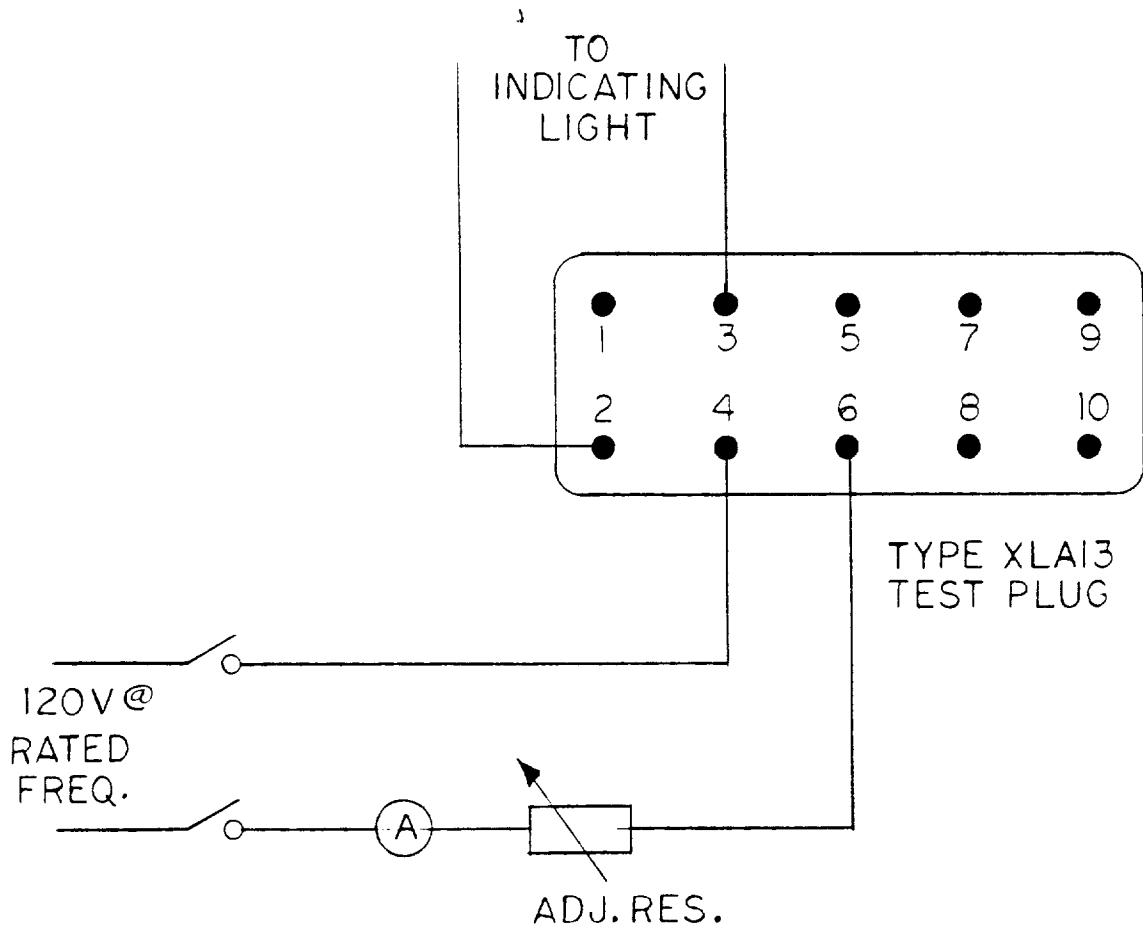 TO
INDICATING
LIGHT
1 3 5 7 9
2 4 6 8 10
TYPE XLA13
TEST PLUG
120V @
RATED
FREQ.
A
ADJ. RES.